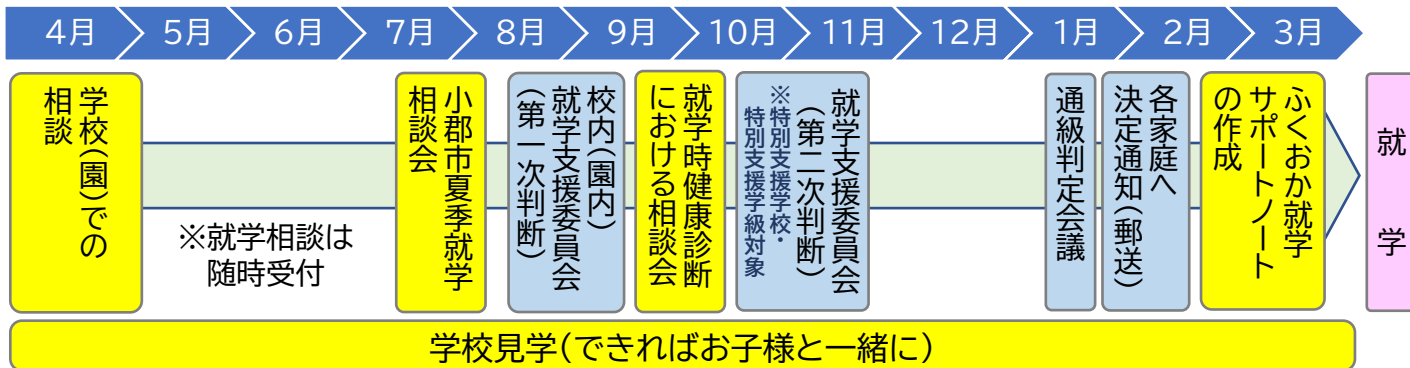 4月
5月
6月
7月
8月
9月
10月
11月
12月
1月
2月
3月
学校(園)での
相談
※就学相談は
随時受付
小郡市夏季就学
相談会
校内(園内)
就学支援委員会
(第一次判断)
就学時健康診断
における相談会
就学支援委員会
(第二次判断)
※特別支援学校・
特別支援学級対象
通級判定会議
各家庭へ
決定通知(郵送)
ふくおか就学
サポートノート
の作成
就学
学校見学(できればお子様と一緒に)